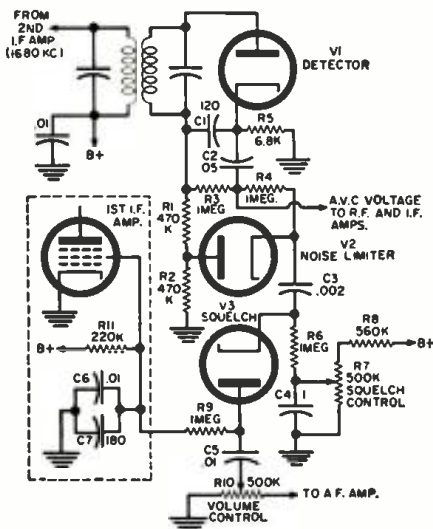 FROM
2ND
I.F AMP
(1680 KC)
V1
DETECTOR
.01
B+
120
C1
R5
6.8K
C2
.05
R3
1MEG
R4
1MEG.
A.V.C VOLTAGE
TO R.F. AND I.F.
AMPS.
R1
470
K
1ST I.F.
AMP.
V2
NOISE LIMITER
R2
470
K
C3
.002
V3
SQUELCH
R8
560K
B+
R11
220K
B+
R6
1MEG
R7
500K
SQUELCH
CONTROL
C6
.01
C4
.1
C7
180
R9
1MEG
C5
.01
R10
500K
TO A F. AMP.
VOLUME
CONTROL